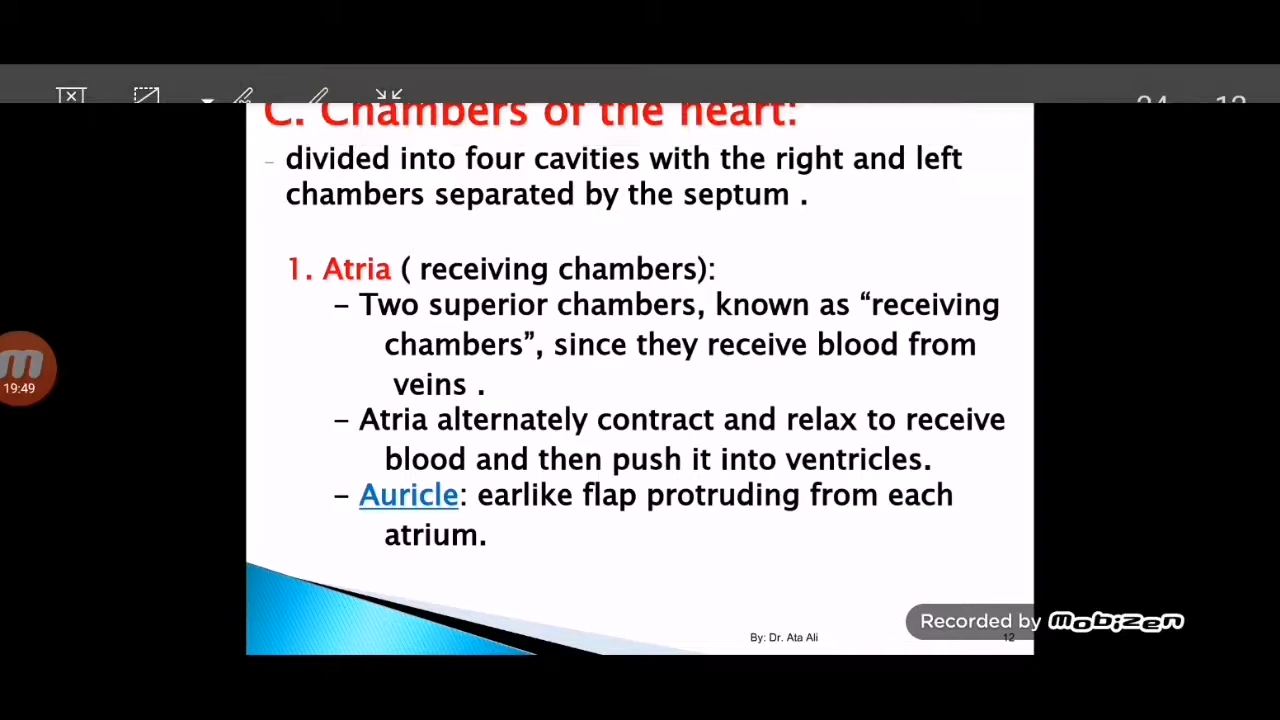 C. Chambers of the heart:
– divided into four cavities with the right and left
chambers separated by the septum .
1. Atria ( receiving chambers):
– Two superior chambers, known as “receiving
chambers”, since they receive blood from
veins .
– Atria alternately contract and relax to receive
blood and then push it into ventricles.
– Auricle: earlike flap protruding from each
atrium.
19:49
Recorded by mobizen
By: Dr. Ata Ali
12